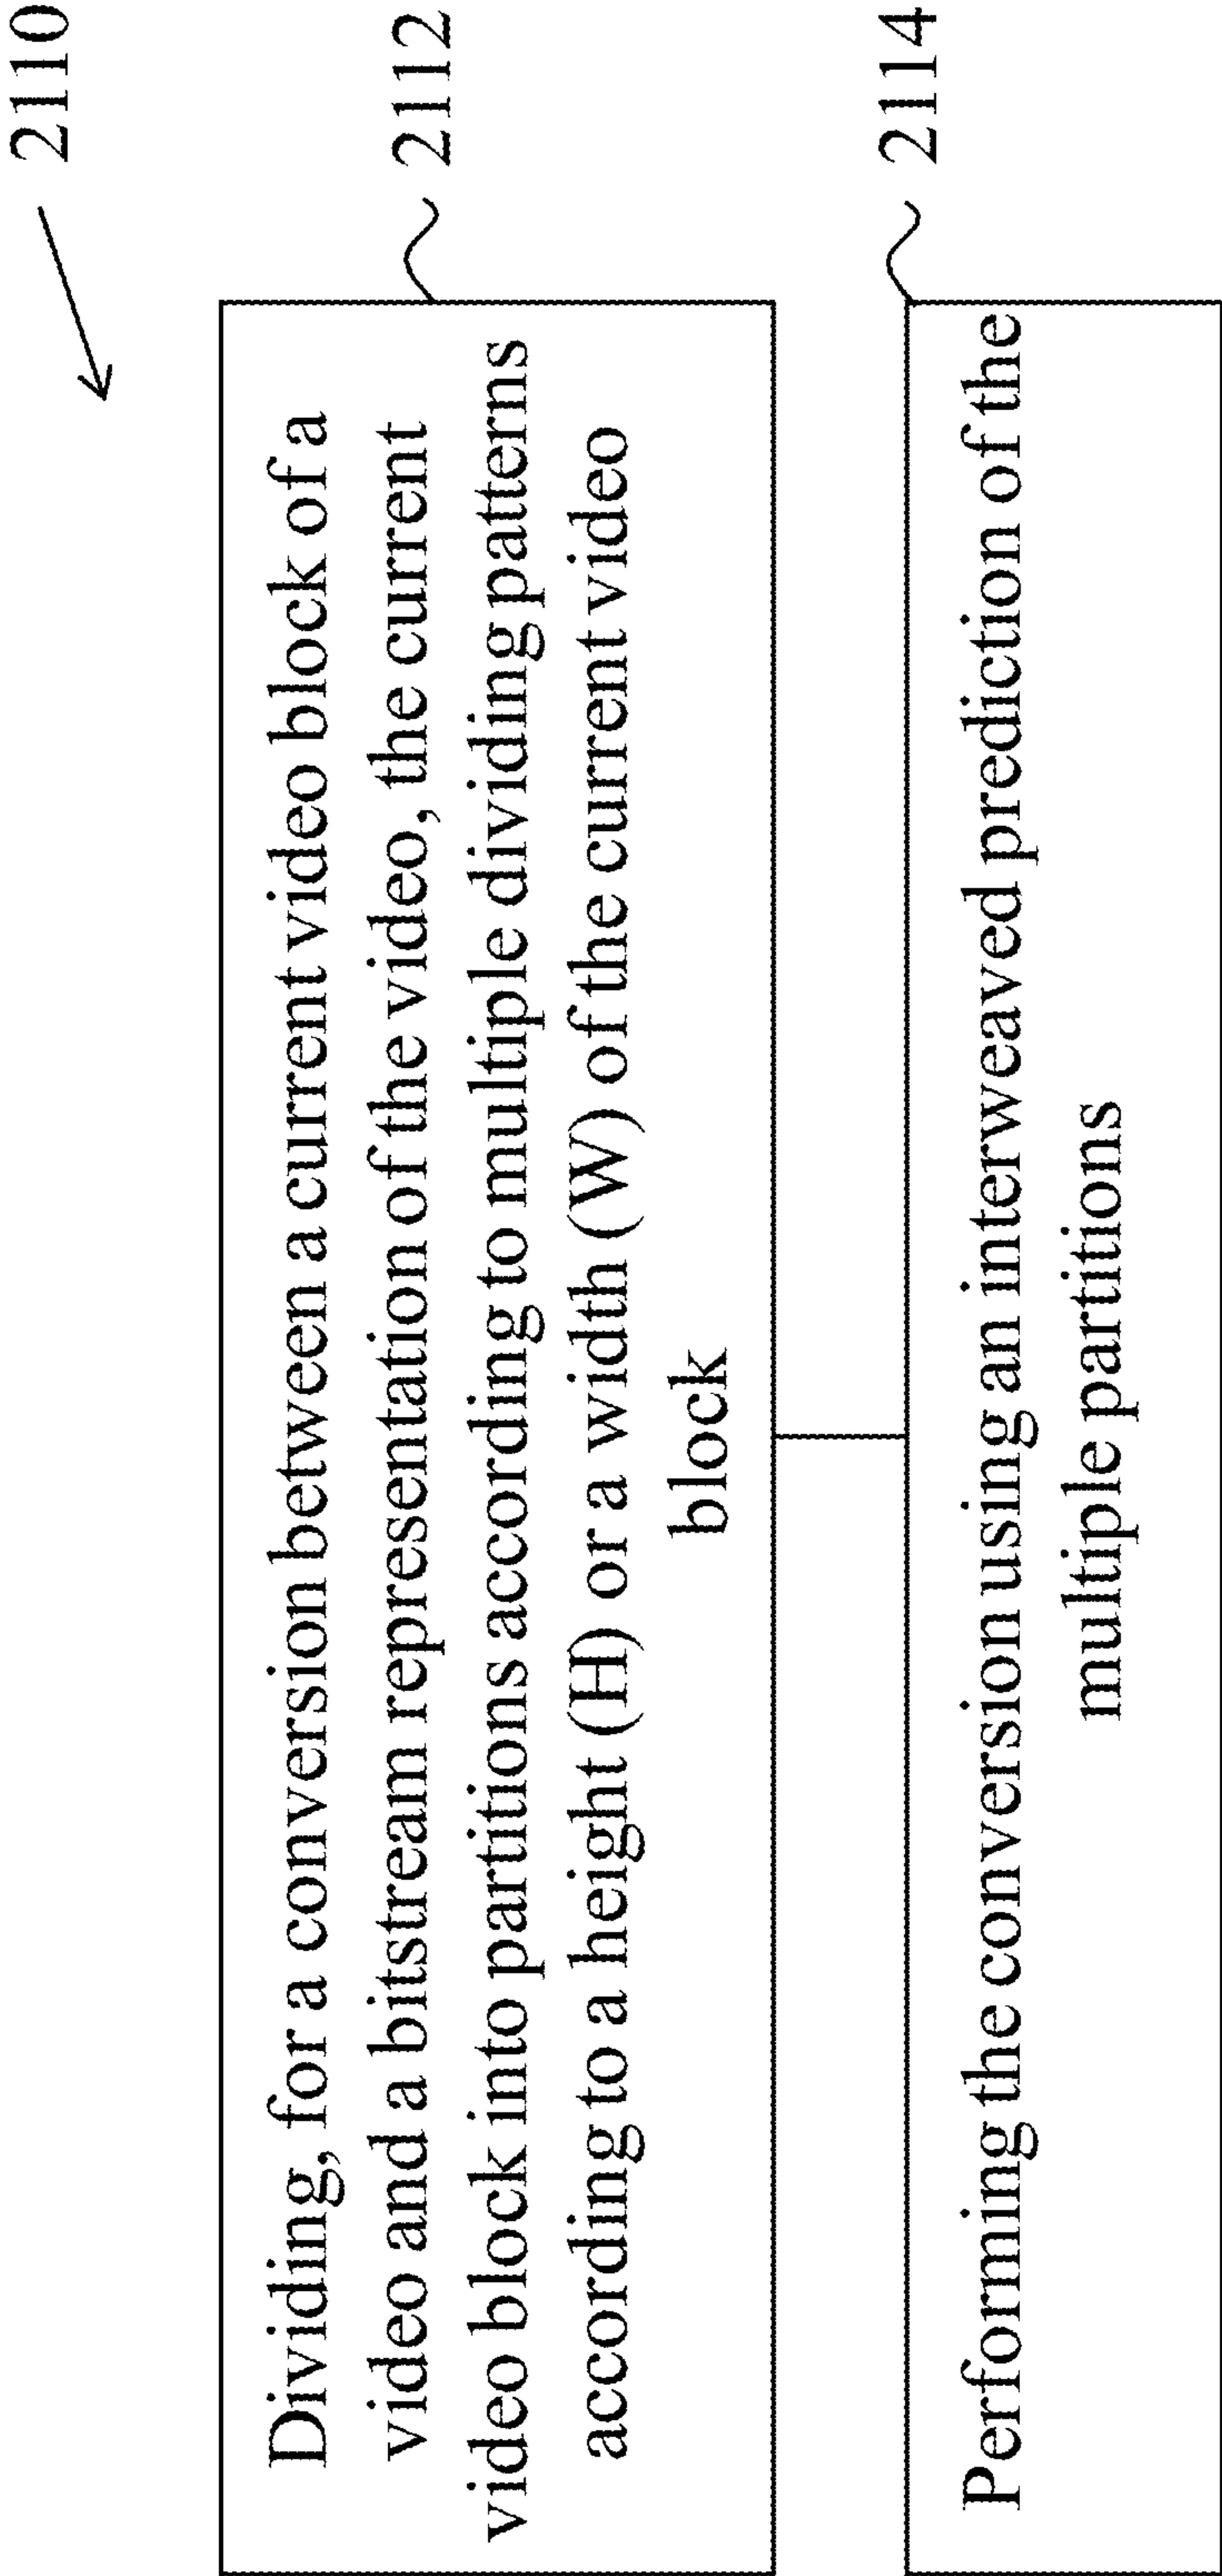 2110
Dividing, for a conversion between a current video block of a
video and a bitstream representation of the video, the current
video block into partitions according to multiple dividing patterns
according to a height (H) or a width (W) of the current video
block
2112
Performing the conversion using an interweaved prediction of the
multiple partitions
2114